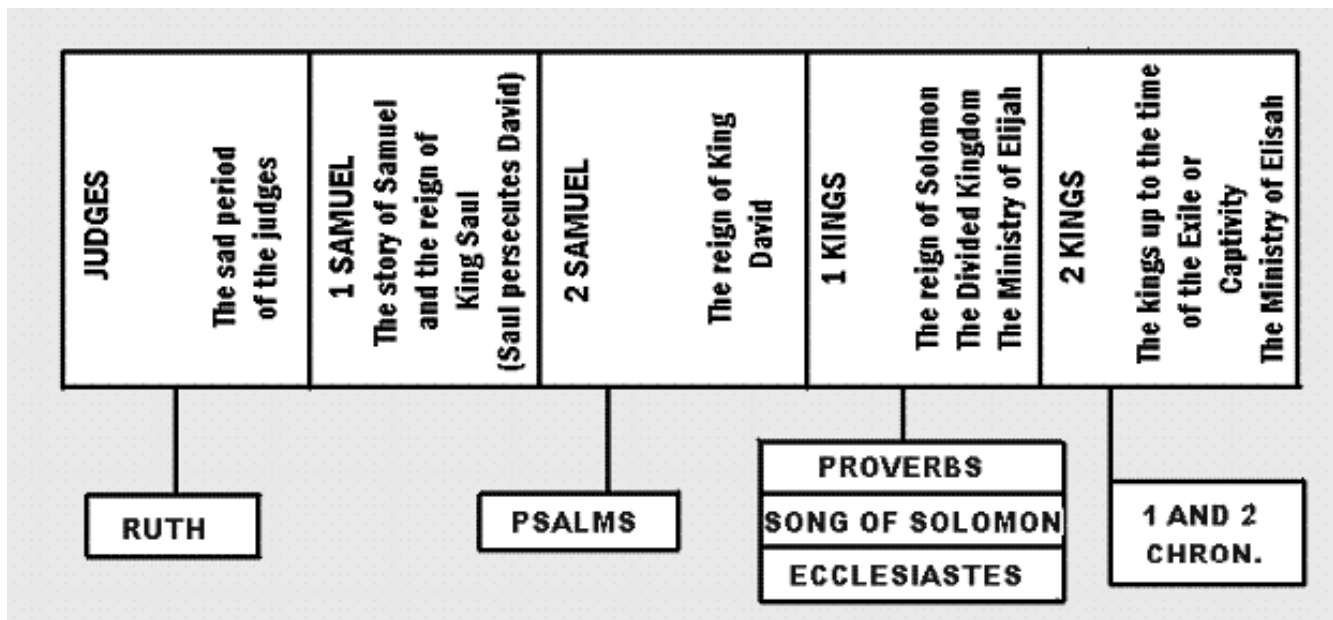 JUDGES
The sad period
of the judges
1 SAMUEL
The story of Samuel
and the reign of
King Saul
(Saul persecutes David)
2 SAMUEL
The reign of King
David
1 KINGS
The reign of Solomon
The Divided Kingdom
The Ministry of Elijah
2 KINGS
The kings up to the time
of the Exile or
Captivity
The Ministry of Elisah
RUTH
PSALMS
PROVERBS
SONG OF SOLOMON
ECCLESIASTES
1 AND 2
CHRON.